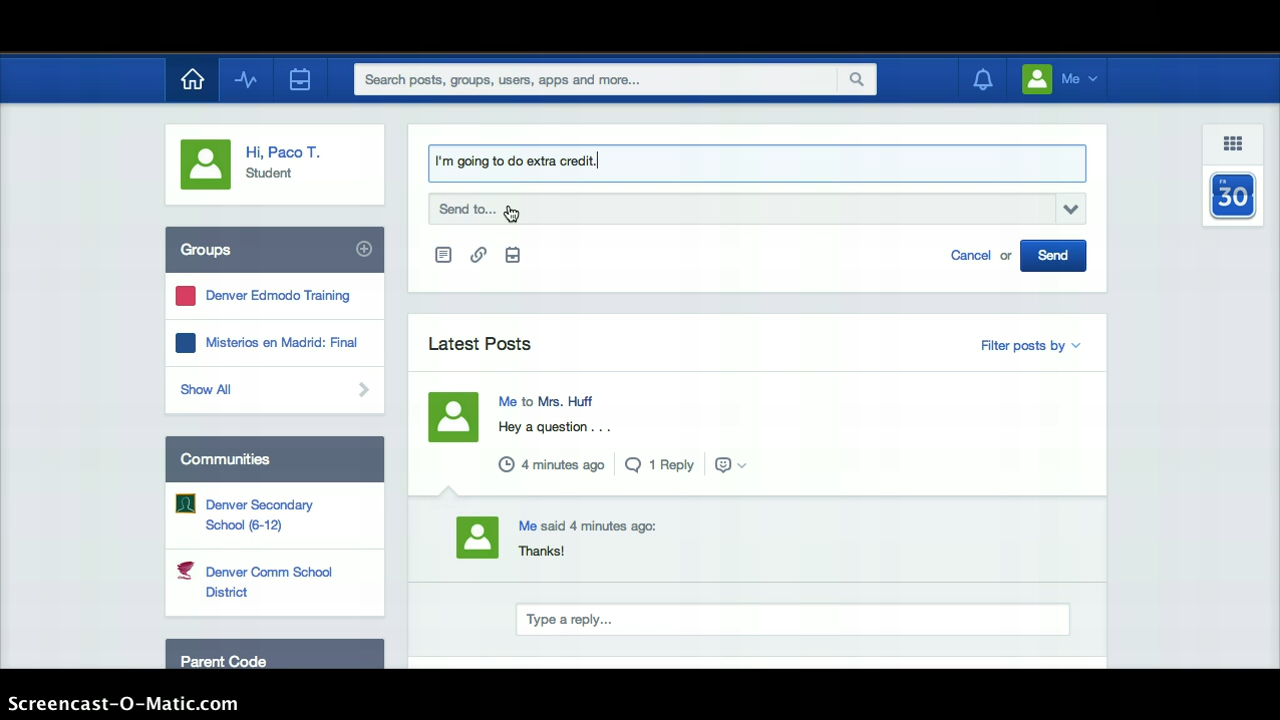 Search posts, groups, users, apps and more...
Me
Hi, Paco T.
Student
I'm going to do extra credit.
Send to...
Cancel or Send
FR
30
Groups
Denver Edmodo Training
Misterios en Madrid: Final
Show All
Communities
Denver Secondary
School (6-12)
Denver Comm School
District
Parent Code
Latest Posts
Filter posts by
Me to Mrs. Huff
Hey a question . . .
4 minutes ago
1 Reply
Me said 4 minutes ago:
Thanks!
Type a reply...
Screencast-O-Matic.com